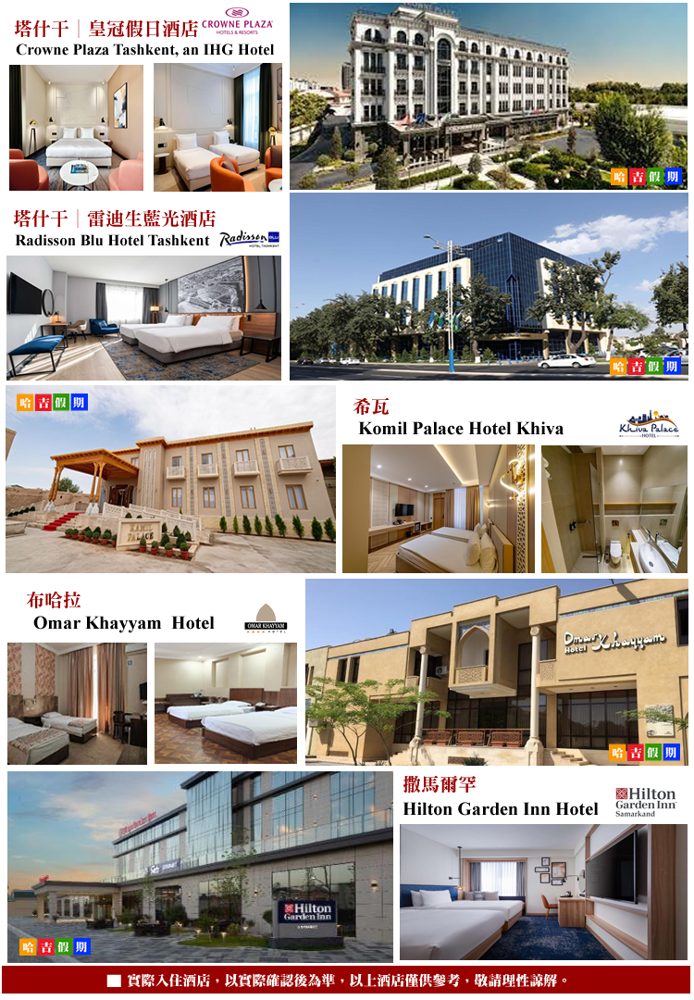 塔什干│皇冠假日酒店
CROWNE PLAZA
HOTELS & RESORTS
Crowne Plaza Tashkent, an IHG Hotel
CROWNE PLAZA
哈吉假期
塔什干│雷迪生藍光酒店
Radisson Blu Hotel Tashkent
Radisson BLU
HOTEL, TASHKENT
哈吉假期
哈吉假期
KAMIL
PALACE
希瓦
Komil Palace Hotel Khiva
Khiva Palace
HOTEL
布哈拉
Omar Khayyam Hotel
OMAR KHAYYAM
HOTEL
Omar Khayyam
Hotel
哈吉假期
撒馬爾罕
Hilton Garden Inn Hotel
Hilton
Garden Inn
Samarkand
Hilton
Garden Inn
哈吉假期
■ 實際入住酒店，以實際確認後為準，以上酒店僅供參考，敬請理性諒解。